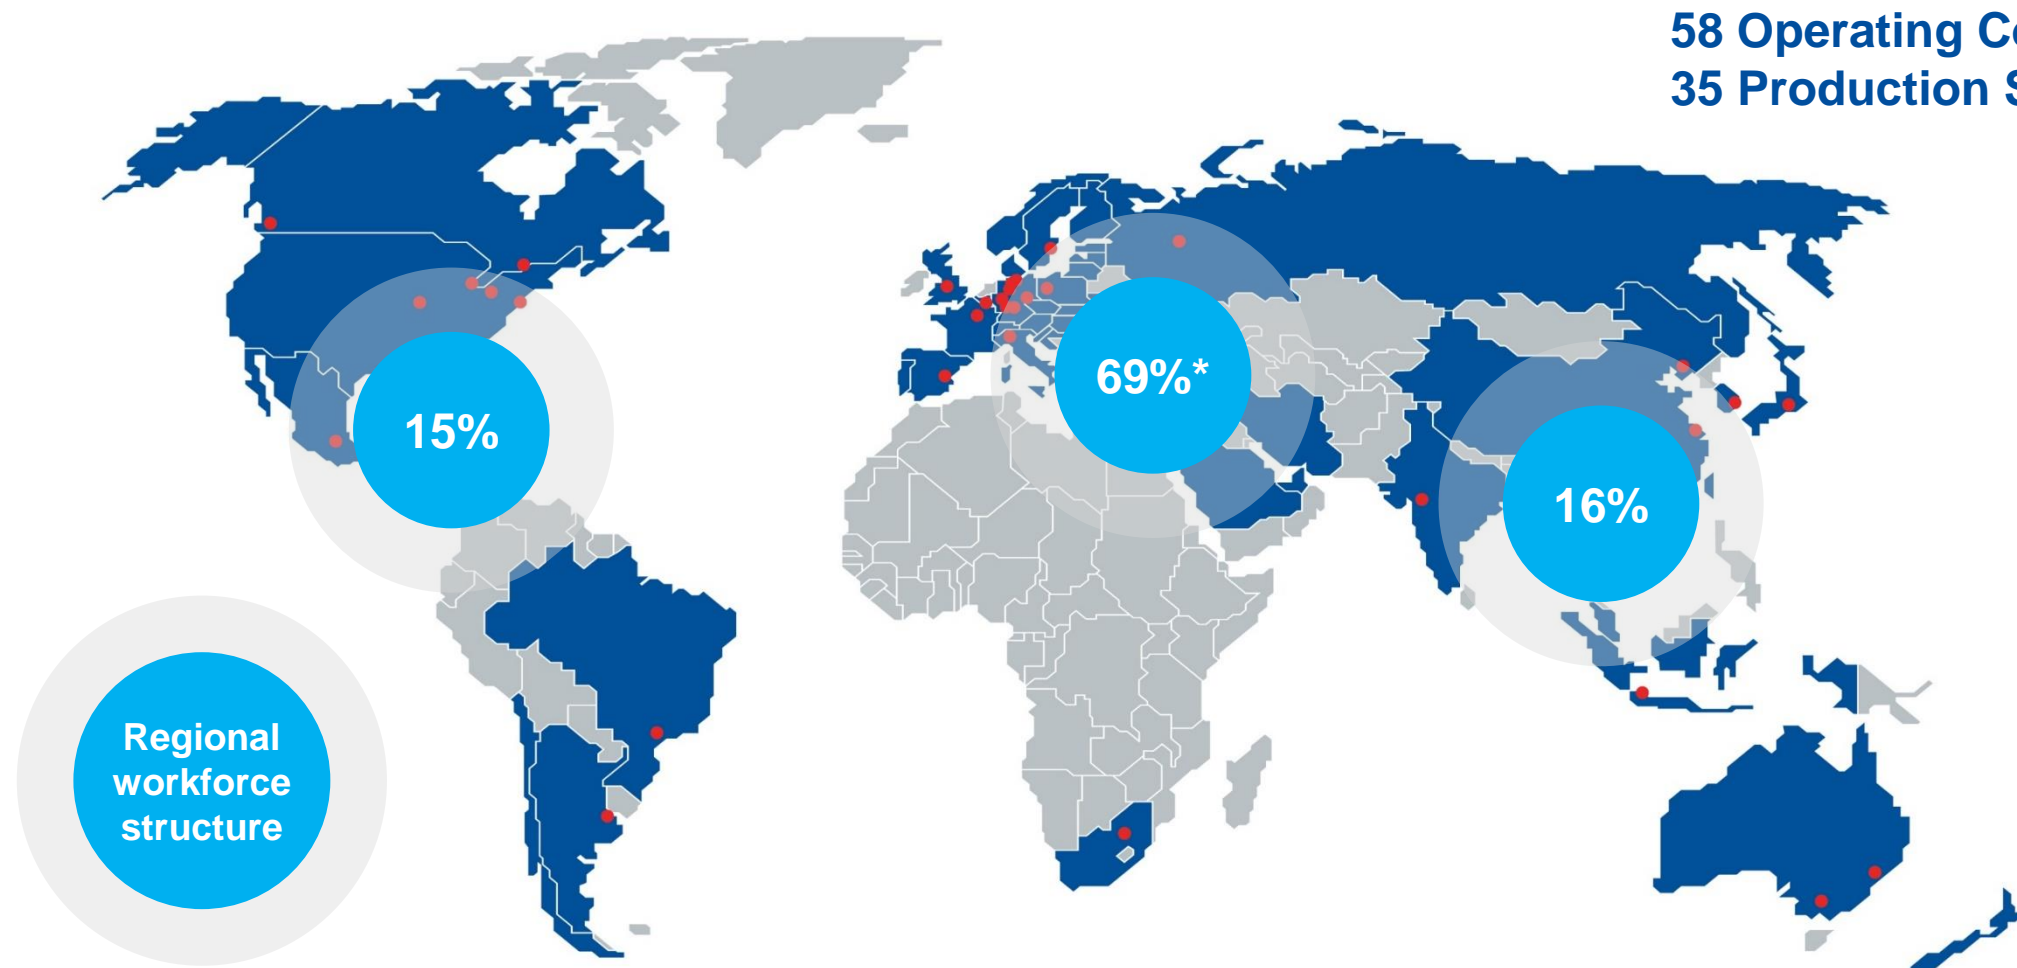 58 Operating
35 Production
69%*
15%
16%
Regional
workforce
structure